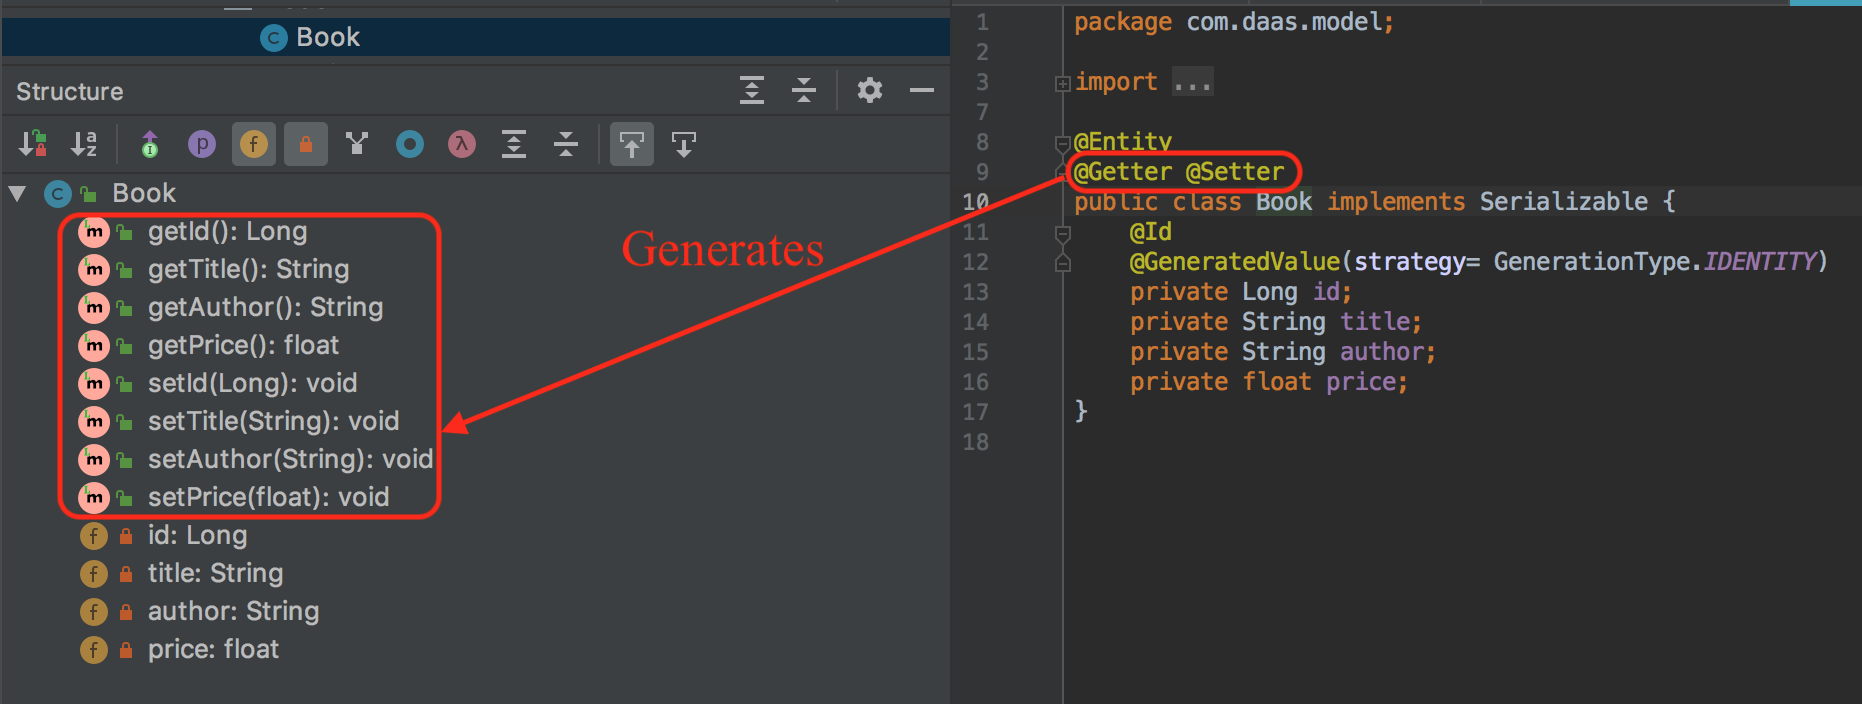 Book
Structure
Book
getId(): Long
getTitle(): String
getAuthor(): String
getPrice(): float
setId(Long): void
setTitle(String): void
setAuthor(String): void
setPrice(float): void
id: Long
title: String
author: String
price: float
Generates
1 package com.daas.model;
2
3 import ...
7
8 @Entity
9 @Getter @Setter
10 public class Book implements Serializable {
11 @Id
12 @GeneratedValue(strategy= GenerationType.IDENTITY)
13 private Long id;
14 private String title;
15 private String author;
16 private float price;
17 }
18